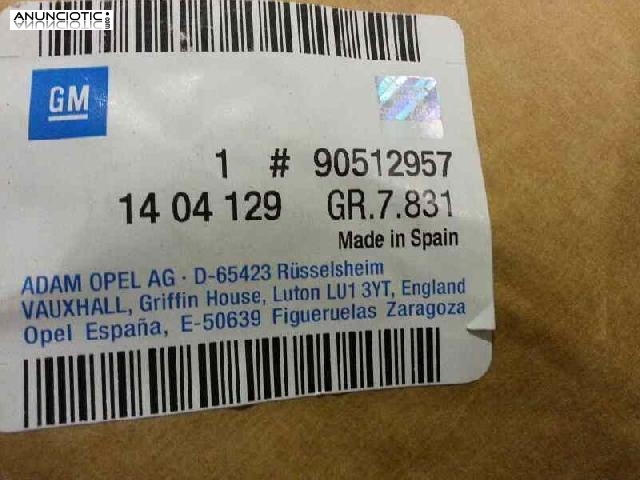 ANUNCIOTIC.com
GM
1 # 90512957
14 04 129 GR.7.831
Made in Spain
ADAM OPEL AG · D-65423 Rüsselsheim
VAUXHALL, Griffin House, Luton LU1 3YT, England
Opel España, E-50639 Figueruelas Zaragoza